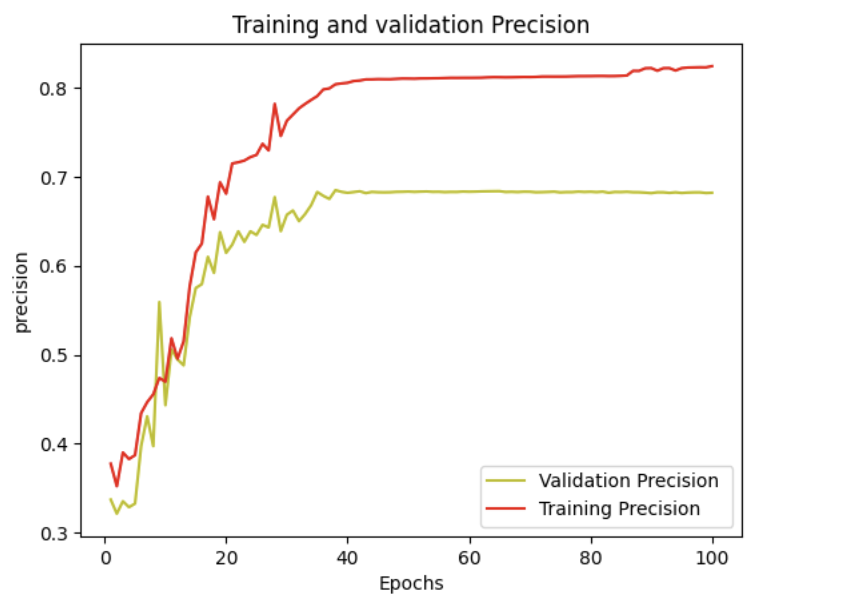 Training and validation Precision
0.8
0.7
0.6
0.5
0.4
0.3
precision
0 20 40 60 80 100
Epochs
Validation Precision
Training Precision